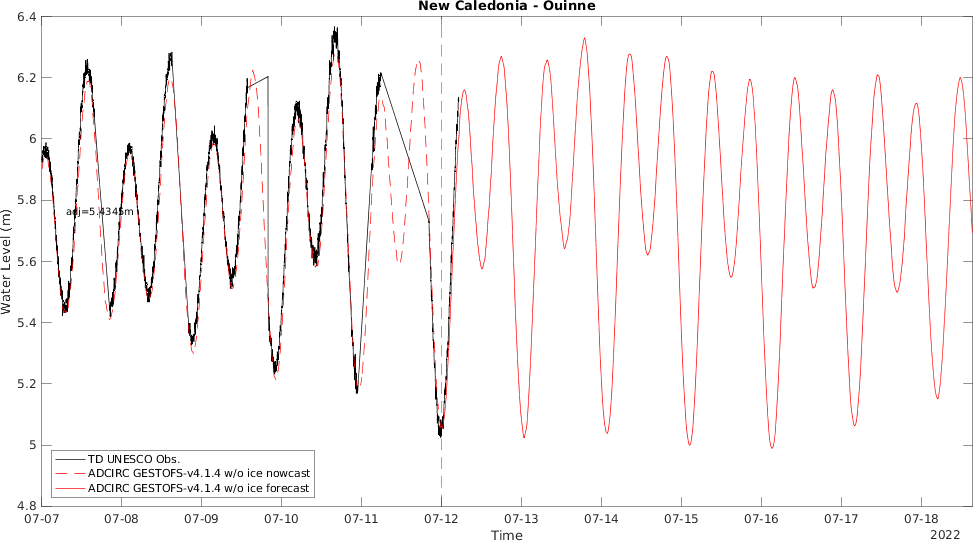 New Caledonia - Ouinne
6.4
6.2
6
5.8
5.6
5.4
5.2
5
4.8
Water Level (m)
adj=5.4345m
TD UNESCO Obs.
ADCIRC GESTOFS-v4.1.4 w/o ice nowcast
ADCIRC GESTOFS-v4.1.4 w/o ice forecast
07-07 07-08 07-09 07-10 07-11 07-12 07-13 07-14 07-15 07-16 07-17 07-18
Time
2022